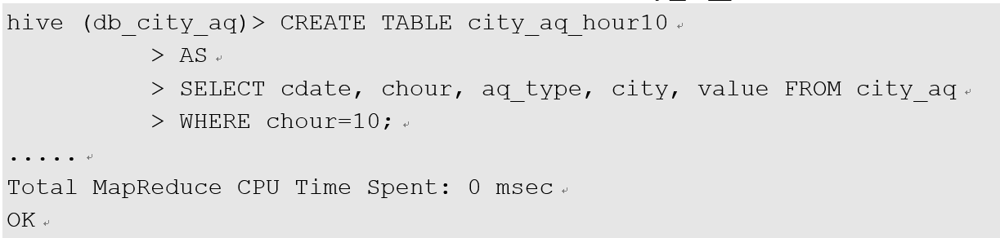 hive (db_city_aq)> CREATE TABLE city_aq_hour10
> AS
> SELECT cdate, chour, aq_type, city, value FROM city_aq
> WHERE chour=10;
.....
Total MapReduce CPU Time Spent: 0 msec
OK